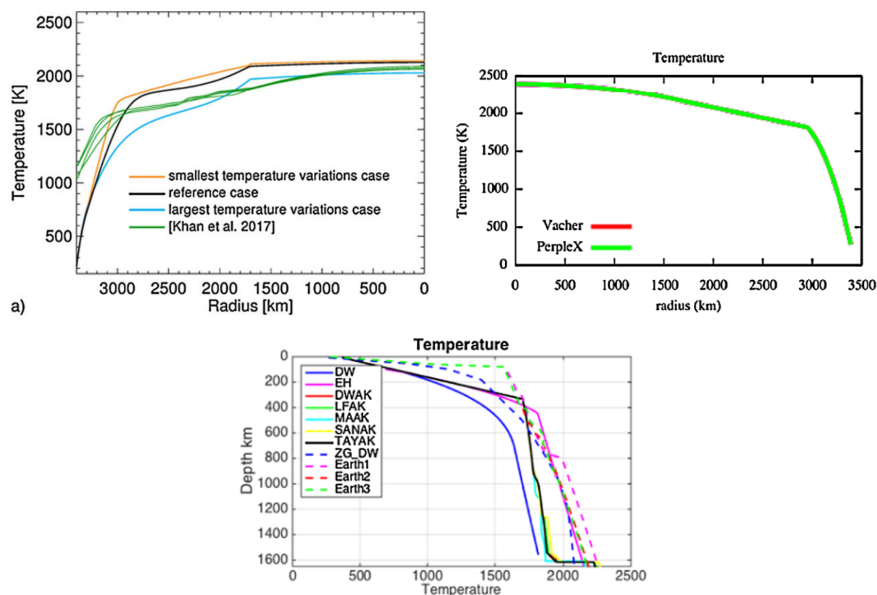 2500
2000
1500
1000
500
Temperature [K]
smallest temperature variations case
reference case
largest temperature variations case
[Khan et al. 2017]
3000 2000 1000 0
Radius [km]
a)
Temperature
2500
2000
1500
1000
500
0
Temperature (K)
Vacher
PerpleX
0 500 1000 1500 2000 2500 3000 3500
radius (km)
Temperature
0
200
400
600
800
1000
1200
1400
1600
Depth km
DW
EH
DWAK
LFAK
MAAK
SANAK
TAYAK
ZG_DW
Earth1
Earth2
Earth3
0 500 1000 1500 2000 2500
Temperature